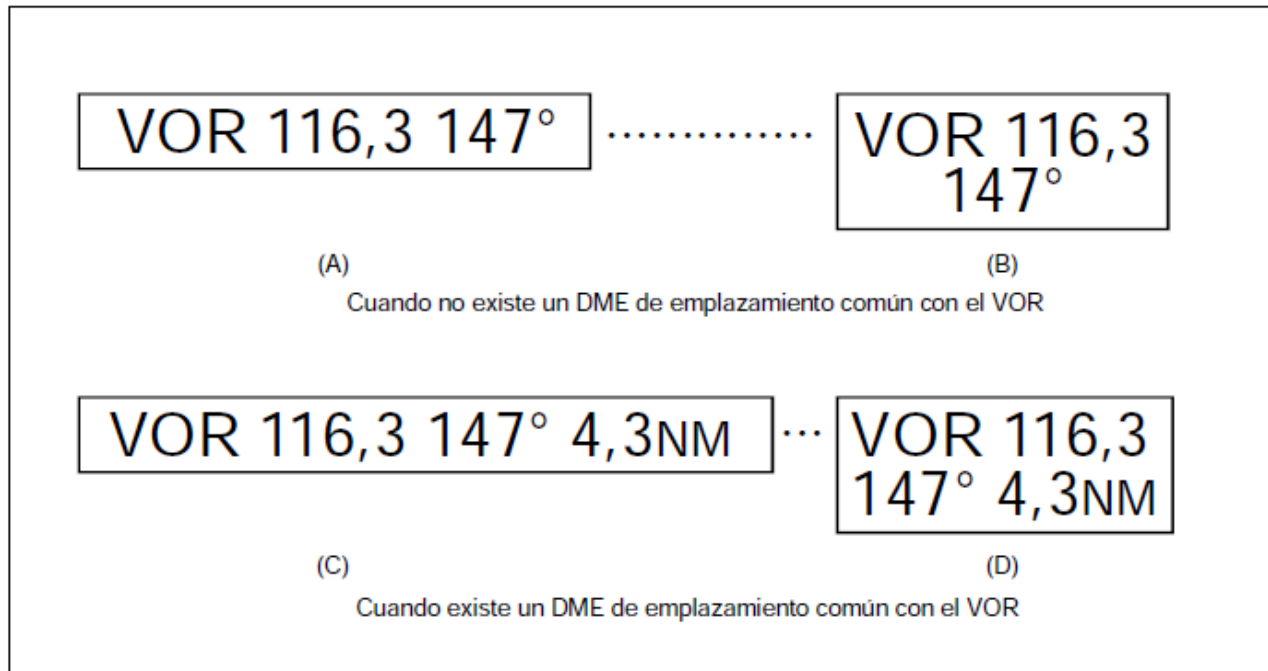 VOR 116,3 147° .............. VOR 116,3
147°
(A) (B)
Cuando no existe un DME de emplazamiento común con el VOR
VOR 116,3 147° 4,3NM ... VOR 116,3
147° 4,3NM
(C) (D)
Cuando existe un DME de emplazamiento común con el VOR